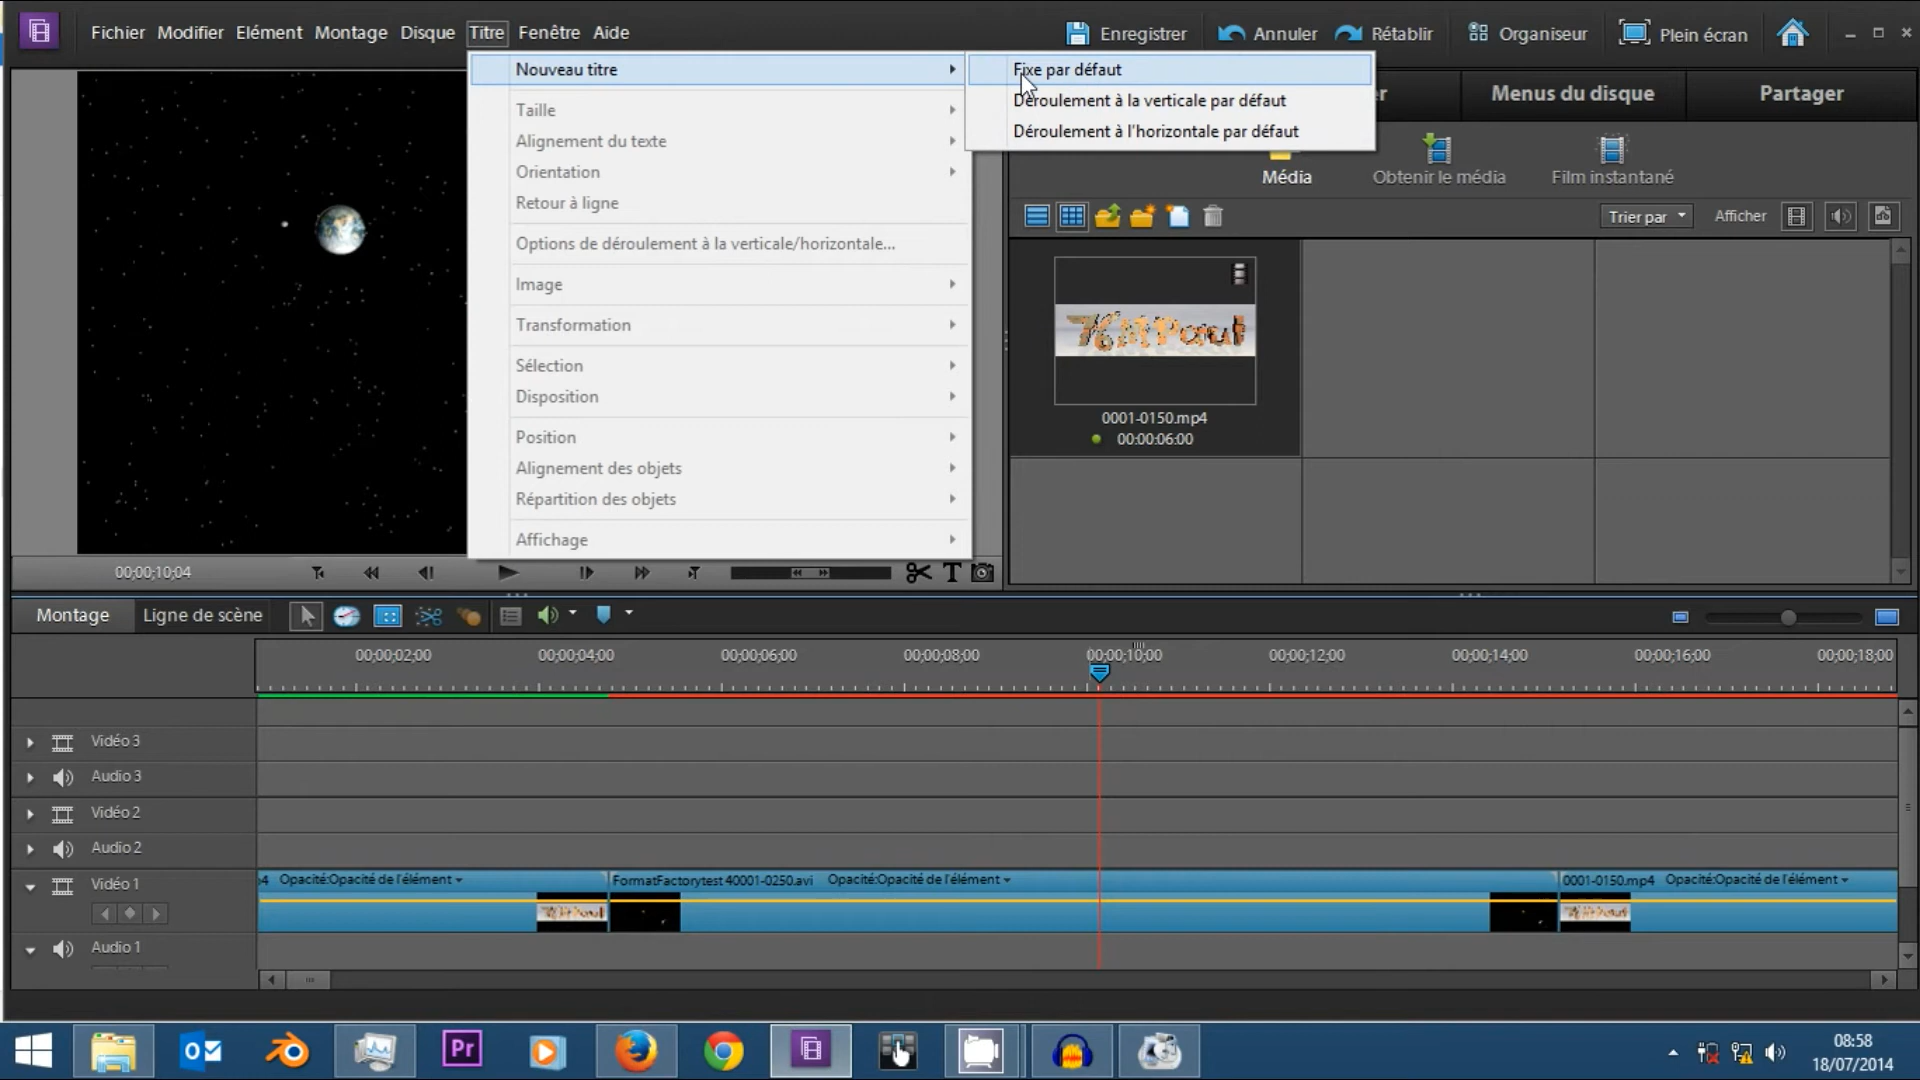 Fichier Modifier Elément Montage Disque Titre Fenêtre Aide
Enregistrer Annuler Rétablir Organiseur Plein écran
Nouveau titre
Taille
Alignement du texte
Orientation
Retour à ligne
Options de déroulement à la verticale/horizontale...
Image
Transformation
Sélection
Disposition
Position
Alignement des objets
Répartition des objets
Affichage
Fixe par défaut
Déroulement à la verticale par défaut
Déroulement à l'horizontale par défaut
Menus du disque Partager
Média Obtenir le média Film instantané
Trier par Afficher
0001-0150.mp4
00:00:06:00
00;00;10;04
Montage Ligne de scène
00;00;02;00 00;00;04;00 00;00;06;00 00;00;08;00 00;00;10;00 00;00;12;00 00;00;14;00 00;00;16;00 00;00;18;00
Vidéo 3
Audio 3
Vidéo 2
Audio 2
Vidéo 1
Opacité:Opacité de l'élément FormatFactorytest 40001-0250.avi Opacité:Opacité de l'élément 0001-0150.mp4 Opacité:Opacité de l'élément
Audio 1
Pr
08:58
18/07/2014